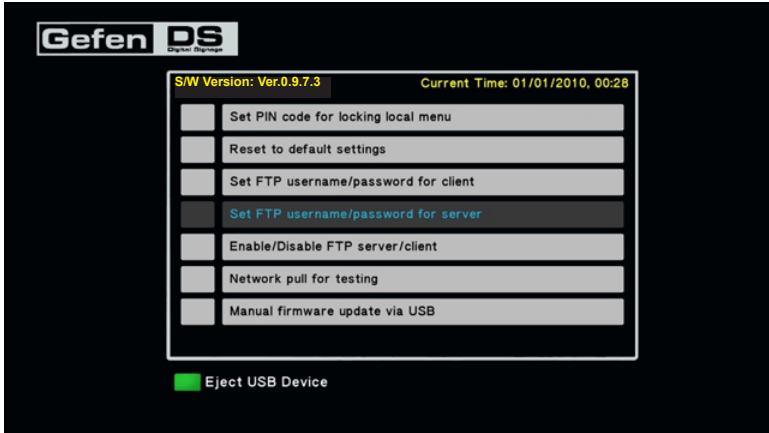 Gefen DS
Digital Signage
S/W Version: Ver.0.9.7.3 Current Time: 01/01/2010, 00:28
Set PIN code for locking local menu
Reset to default settings
Set FTP username/password for client
Set FTP username/password for server
Enable/Disable FTP server/client
Network pull for testing
Manual firmware update via USB
Eject USB Device